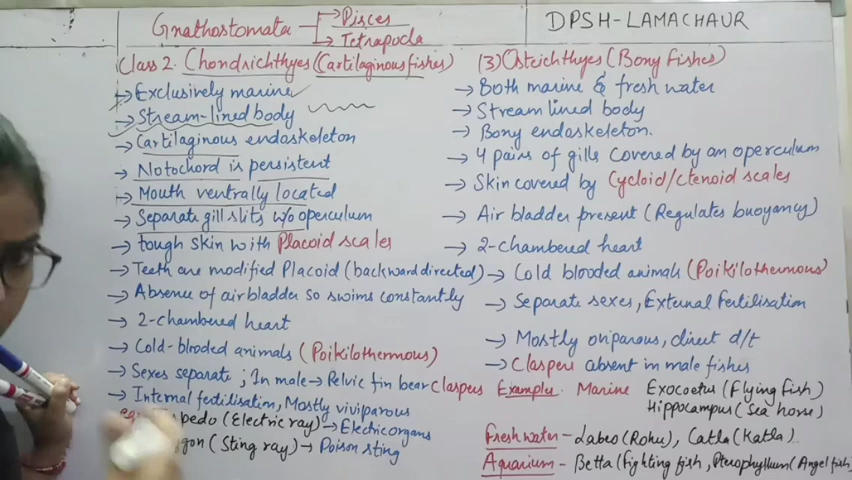 Gnathostomata → Pisces
→ Tetrapoda
DPSH-LAMACHAUR
Class 2. Chondrichthyes (Cartilaginous fishes)
→ Exclusively marine
→ Stream-lined body
→ Cartilaginous endoskeleton
→ Notochord is persistent
→ Mouth ventrally located
→ Separate gill slits w/o operculum
→ tough skin with Placoid scales
→ Teeth are modified Placoid (backward directed)
→ Absence of air bladder so swims constantly
→ 2-chambered heart
→ Cold-blooded animals (Poikilothermous)
→ Sexes separate; In male → Pelvic fin bear Claspers
→ Internal fertilisation, Mostly viviparous
(Electric ray) → Electric organs
(Sting ray) → Poison sting
(3) Osteichthyes (Bony Fishes)
→ Both marine & fresh water
→ Stream lined body
→ Bony endoskeleton.
→ 4 pairs of gills covered by an operculum
→ Skin covered by Cycloid/ctenoid scales
→ Air bladder present (Regulates buoyancy)
→ 2-chambered heart
→ Cold blooded animals (Poikilothermous)
→ Separate sexes, External fertilisation
→ Mostly oviparous, direct d/t
→ Claspers absent in male fishes
Examples. Marine Exocoetus (Flying fish)
Hippocampus (Sea horse)
Fresh water - Labeo (Rohu), Catla (Katla).
Aquarium - Betta (fighting fish, Pterophyllum (Angel fish)